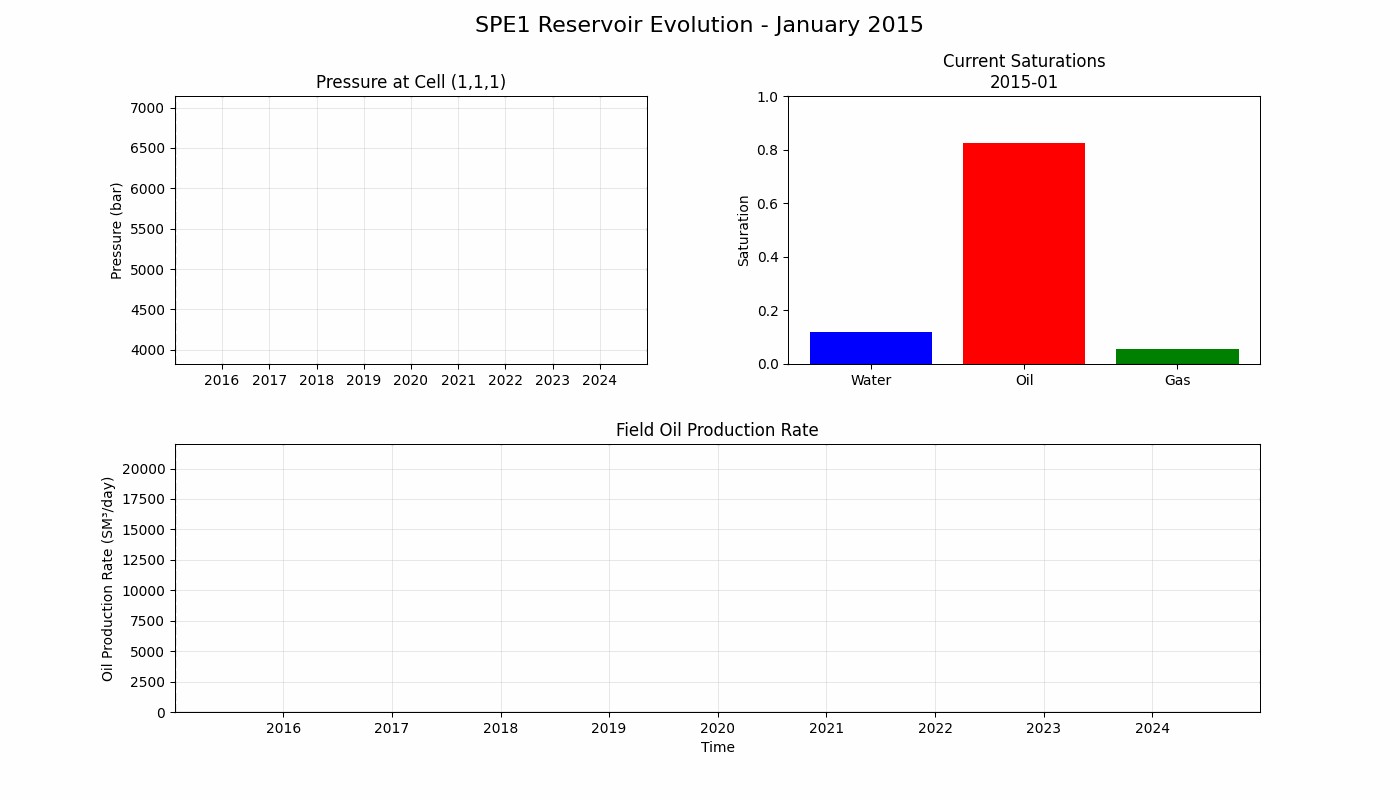 SPE1 Reservoir Evolution - January 2015
Pressure at Cell (1,1,1)
Pressure (bar)
7000
6500
6000
5500
5000
4500
4000
2016 2017 2018 2019 2020 2021 2022 2023 2024
Current Saturations
2015-01
Saturation
1.0
0.8
0.6
0.4
0.2
0.0
Water Oil Gas
Field Oil Production Rate
Oil Production Rate (SM³/day)
20000
17500
15000
12500
10000
7500
5000
2500
0
2016 2017 2018 2019 2020 2021 2022 2023 2024
Time